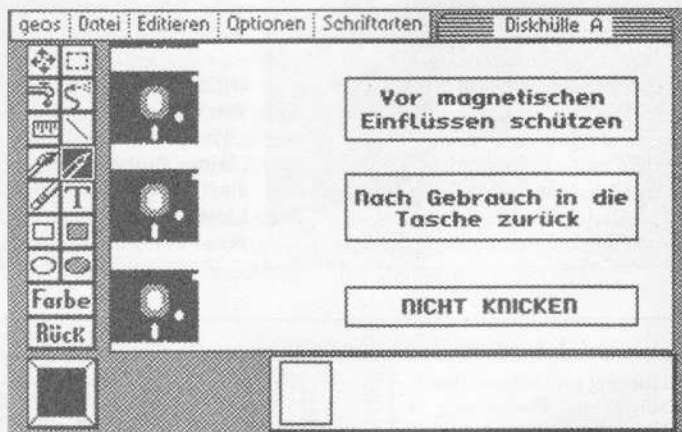 geos Datei Editieren Optionen Schriftarten Diskhülle A
Vor magnetischen
Einflüssen schützen
Nach Gebrauch in die
Tasche zurück
NICHT KNICKEN
T
Farbe
Rück